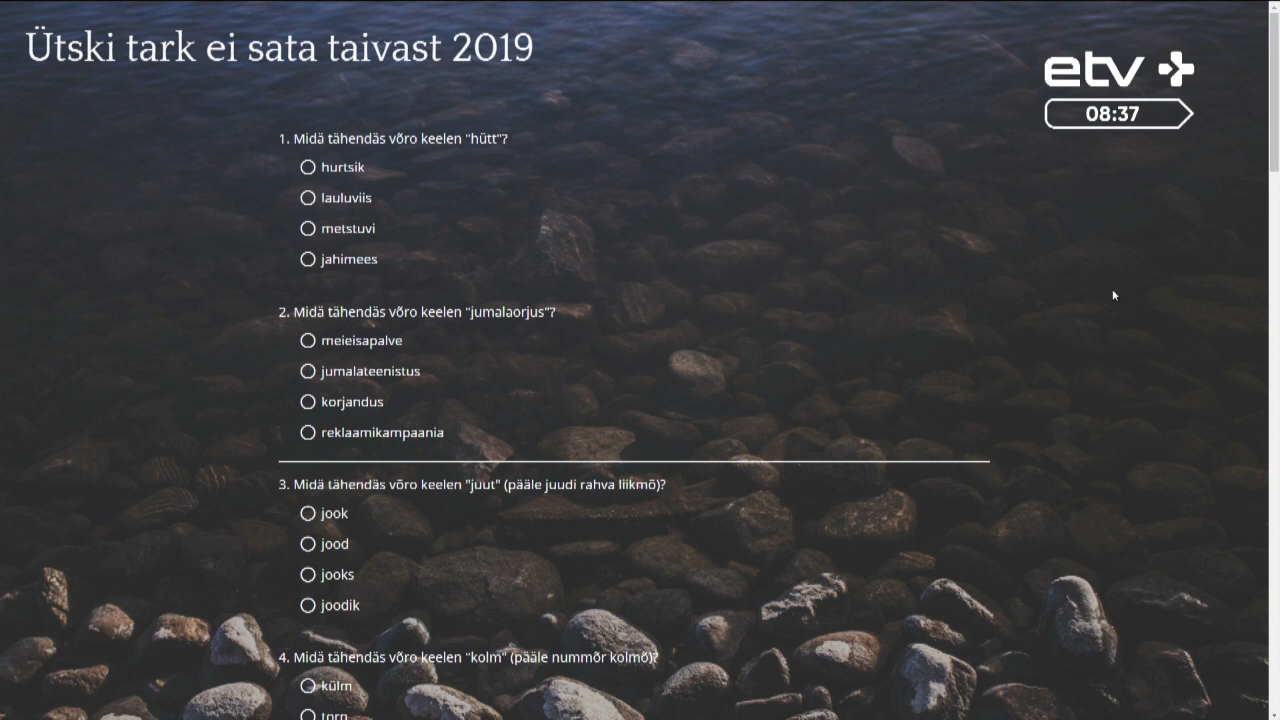 Ütski tark ei sata taivast 2019
etv
08:37
1. Midä tähendäs võro keelen "hütt"?
hurtsik
lauluviis
metstuvi
jahimees
2. Midä tähendäs võro keelen "jumalaorjus"?
meieisapalve
jumalateenistus
korjandus
reklaamikampaania
3. Midä tähendäs võro keelen "juut" (pääle juudi rahva liikmõ)?
jook
jood
jooks
joodik
4. Midä tähendäs võro keelen "kolm" (pääle nummõr kolmõ)?
külm
torn